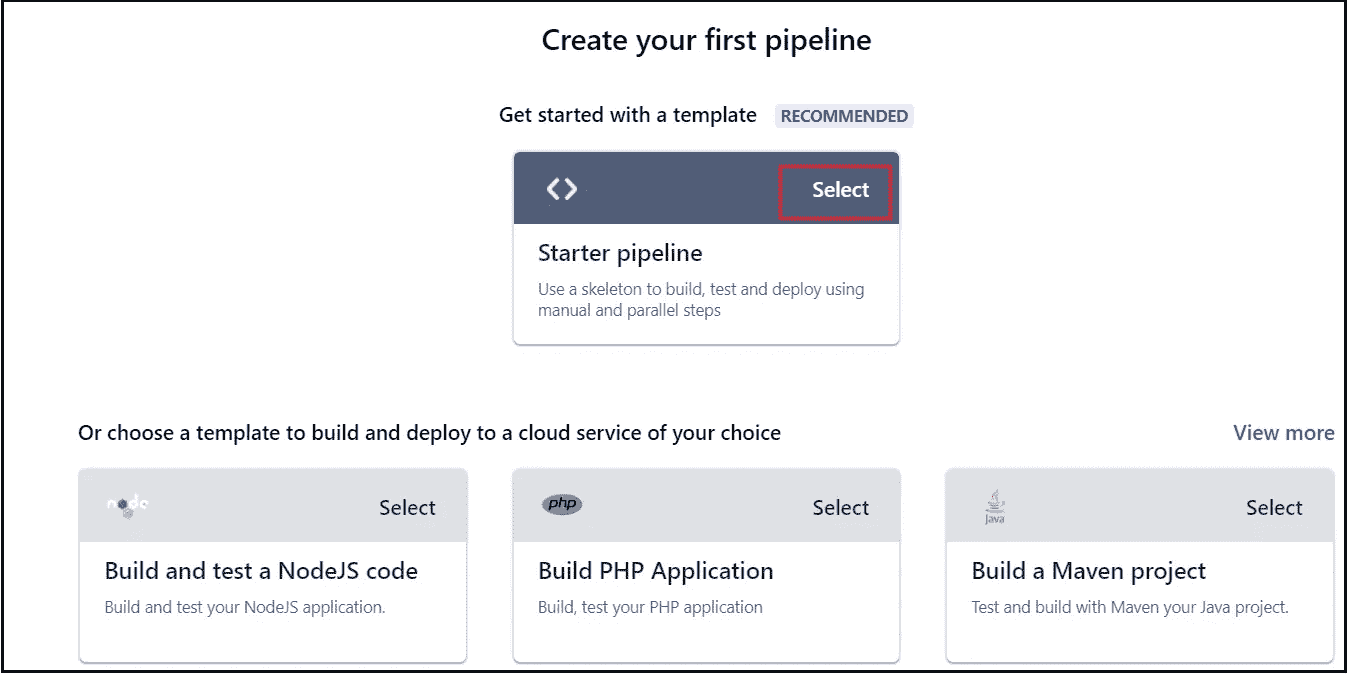 Create your first pipeline
Get started with a template RECOMMENDED
Select
Starter pipeline
Use a skeleton to build, test and deploy using
manual and parallel steps
Or choose a template to build and deploy to a cloud service of your choice View more
node Select
Build and test a NodeJS code
Build and test your NodeJS application.
php Select
Build PHP Application
Build, test your PHP application
Java Select
Build a Maven project
Test and build with Maven your Java project.